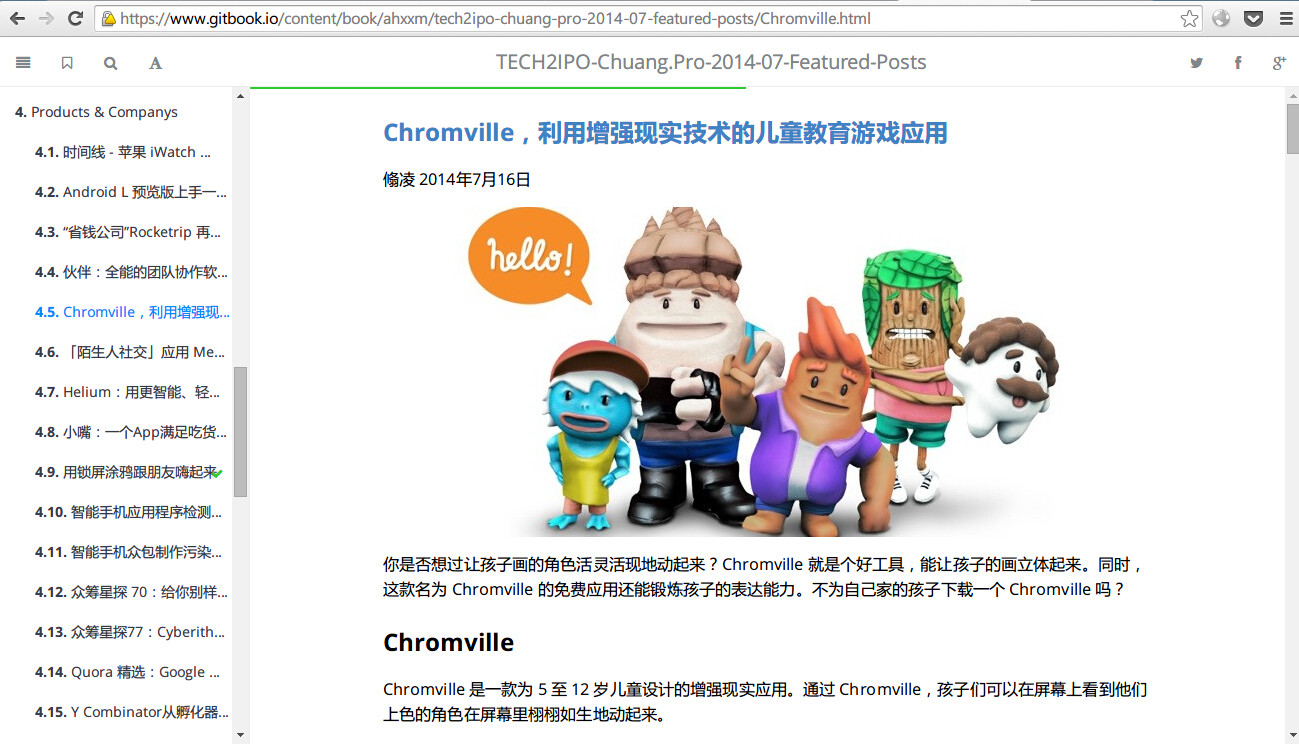 https://www.gitbook.io/content/book/ahxxm/tech2ipo-chuang-pro-2014-07-featured-posts/Chromville.html
A
TECH2IPO-Chuang.Pro-2014-07-Featured-Posts
4. Products & Companys
4.1. 时间线 - 苹果 iWatch ...
4.2. Android L 预览版上手一...
4.3. “省钱公司”Rocketrip 再...
4.4. 伙伴：全能的团队协作软...
4.5. Chromville，利用增强现...
4.6. 「陌生人社交」应用 Me...
4.7. Helium：用更智能、轻...
4.8. 小嘴：一个App满足吃货...
4.9. 用锁屏涂鸦跟朋友嗨起来
4.10. 智能手机应用程序检测...
4.11. 智能手机众包制作污染...
4.12. 众筹星探 70：给你别样...
4.13. 众筹星探77：Cyberith...
4.14. Quora 精选：Google ...
4.15. Y Combinator从孵化器...
Chromville，利用增强现实技术的儿童教育游戏应用
翛凌 2014年7月16日
hello!
你是否想过让孩子画的角色活灵活现地动起来？Chromville 就是个好工具，能让孩子的画立体起来。同时，
这款名为 Chromville 的免费应用还能锻炼孩子的表达能力。不为自己家的孩子下载一个 Chromville 吗？
Chromville
Chromville 是一款为 5 至 12 岁儿童设计的增强现实应用。通过 Chromville，孩子们可以在屏幕上看到他们
上色的角色在屏幕里栩栩如生地动起来。